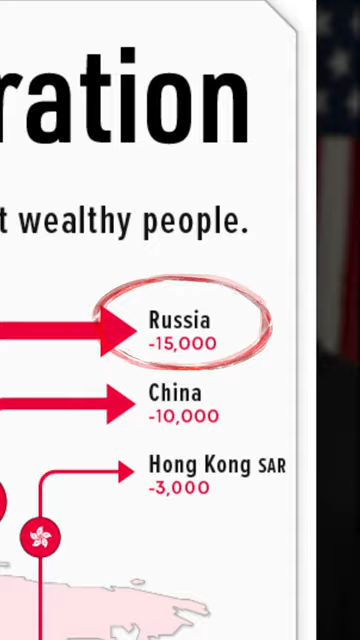 ration
t wealthy people.
Russia
-15,000
China
-10,000
Hong Kong SAR
-3,000